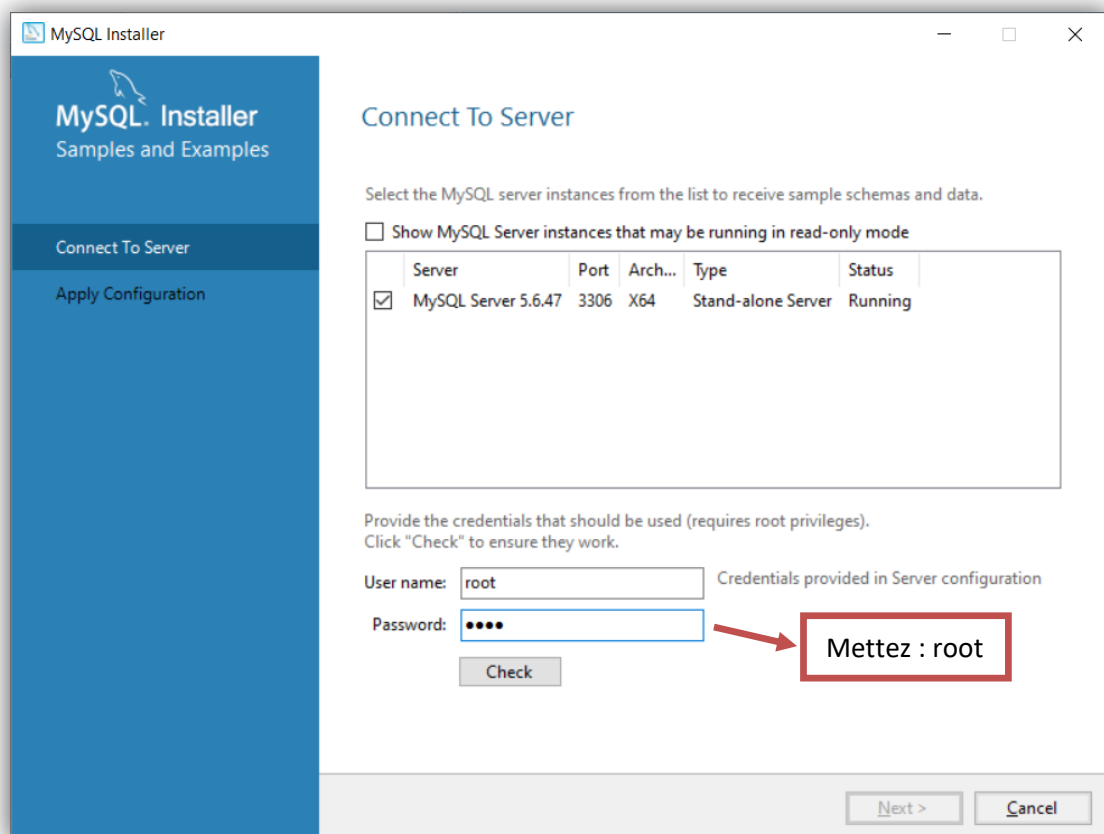 MySQL Installer
MySQL. Installer
Samples and Examples
Connect To Server
Apply Configuration
Connect To Server
Select the MySQL server instances from the list to receive sample schemas and data.
Show MySQL Server instances that may be running in read-only mode
Server Port Arch... Type Status
MySQL Server 5.6.47 3306 X64 Stand-alone Server Running
Provide the credentials that should be used (requires root privileges).
Click "Check" to ensure they work.
User name: root Credentials provided in Server configuration
Password: ••••
Mettez : root
Check
Next >
Cancel